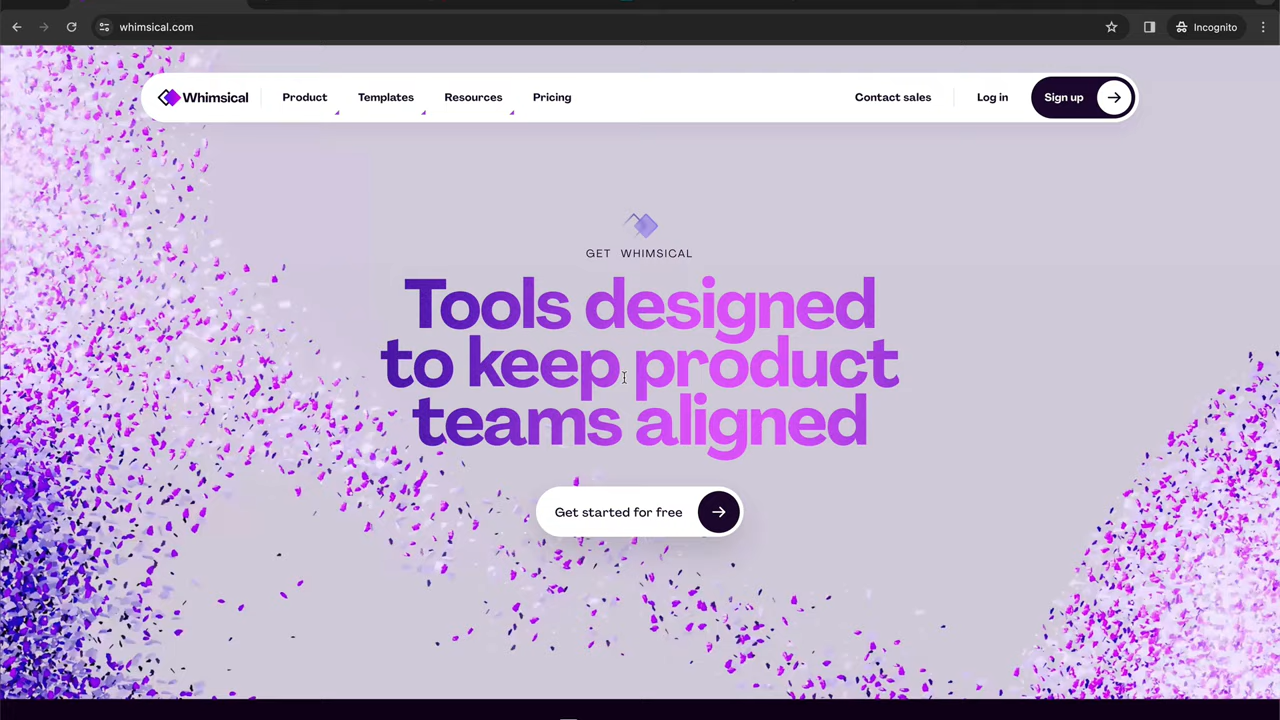 whimsical.com
Incognito
Whimsical
Product
Templates
Resources
Pricing
Contact sales
Log in
Sign up
GET WHIMSICAL
Tools designed
to keep product
teams aligned
Get started for free